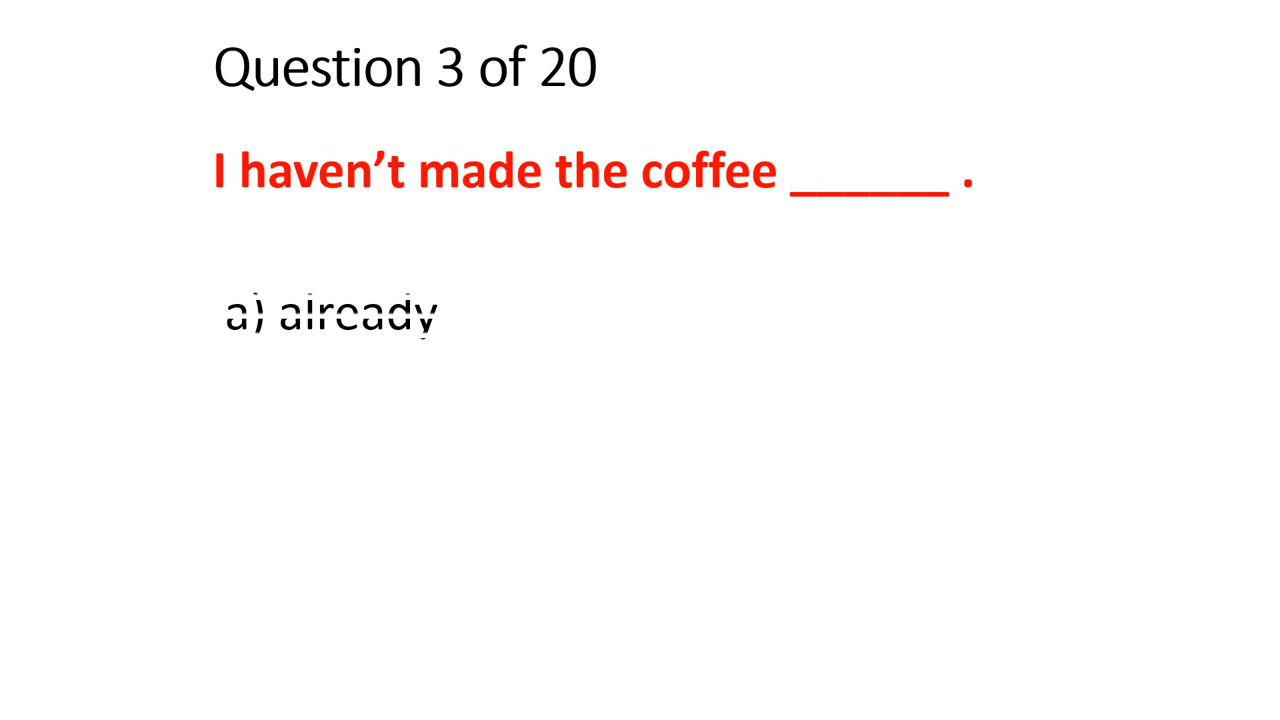 Question 3 of 20
I haven’t made the coffee ______ .
a) already